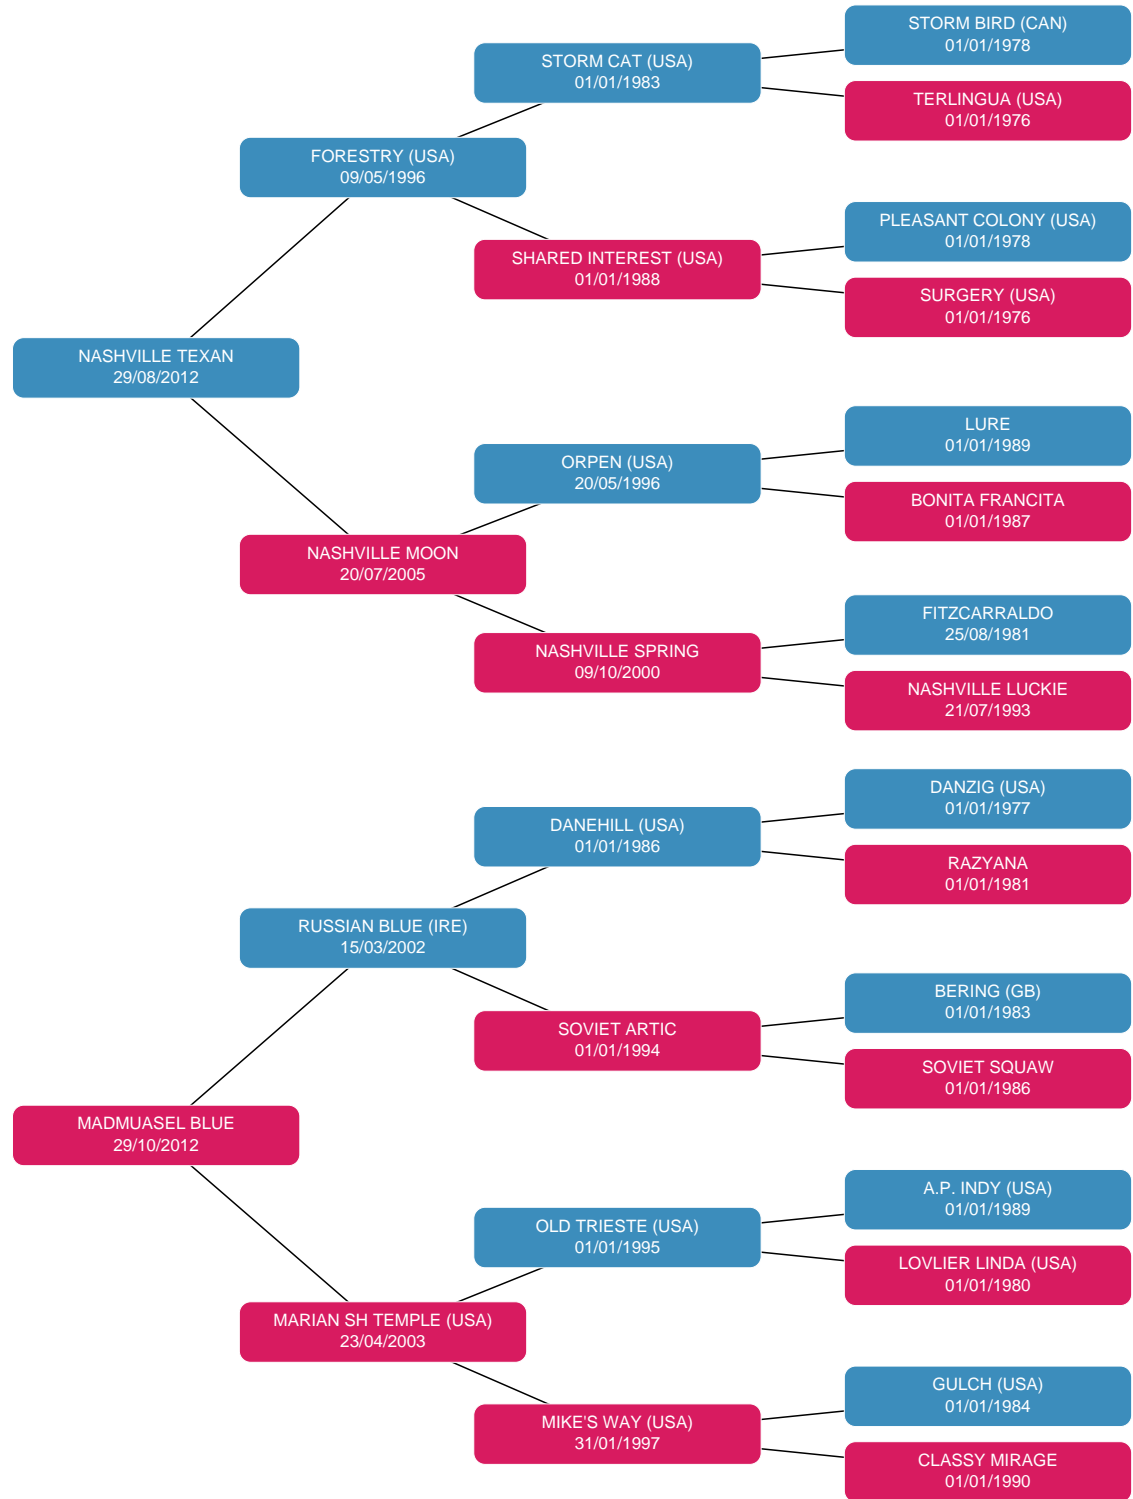 STORM BIRD (CAN)
01/01/1978
STORM CAT (USA)
01/01/1983
TERLINGUA (USA)
01/01/1976
FORESTRY (USA)
09/05/1996
PLEASANT COLONY (USA)
01/01/1978
SHARED INTEREST (USA)
01/01/1988
SURGERY (USA)
01/01/1976
NASHVILLE TEXAN
29/08/2012
LURE
01/01/1989
ORPEN (USA)
20/05/1996
BONITA FRANCITA
01/01/1987
NASHVILLE MOON
20/07/2005
FITZCARRALDO
25/08/1981
NASHVILLE SPRING
09/10/2000
NASHVILLE LUCKIE
21/07/1993
DANZIG (USA)
01/01/1977
DANEHILL (USA)
01/01/1986
RAZYANA
01/01/1981
RUSSIAN BLUE (IRE)
15/03/2002
BERING (GB)
01/01/1983
SOVIET ARTIC
01/01/1994
SOVIET SQUAW
01/01/1986
MADMUASEL BLUE
29/10/2012
A.P. INDY (USA)
01/01/1989
OLD TRIESTE (USA)
01/01/1995
LOVLIER LINDA (USA)
01/01/1980
MARIAN SH TEMPLE (USA)
23/04/2003
GULCH (USA)
01/01/1984
MIKE'S WAY (USA)
31/01/1997
CLASSY MIRAGE
01/01/1990